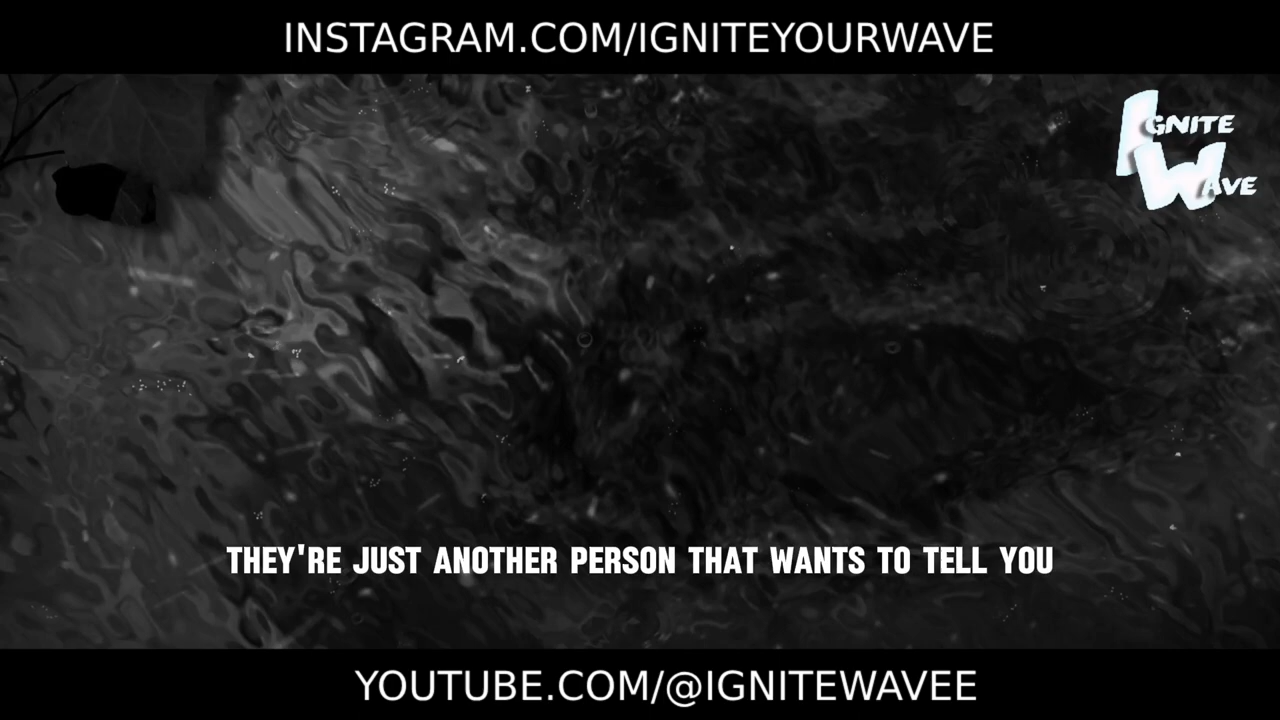 INSTAGRAM.COM/IGNITEYOURWAVE
IGNITE
WAVE
THEY'RE JUST ANOTHER PERSON THAT WANTS TO TELL YOU
YOUTUBE.COM/@IGNITEWAVEE